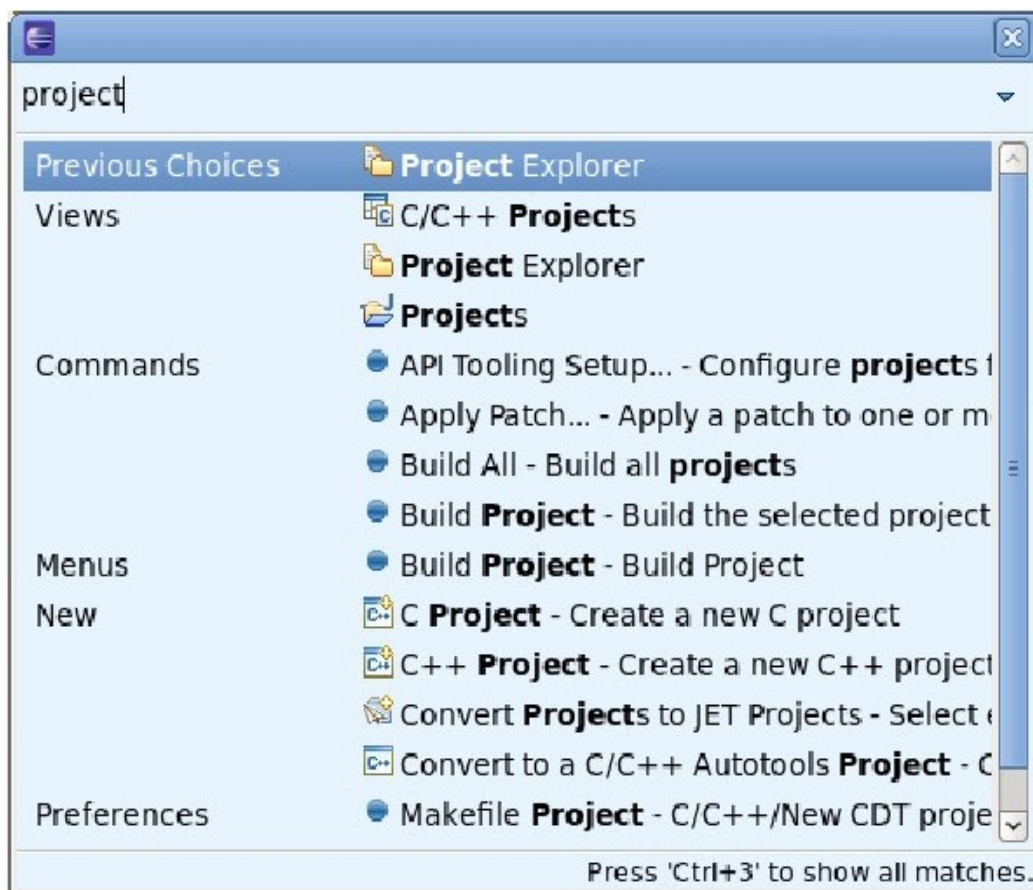 project
Previous Choices Project Explorer
Views C/C++ Projects
Project Explorer
Projects
Commands API Tooling Setup... - Configure projects f
Apply Patch... - Apply a patch to one or m
Build All - Build all projects
Build Project - Build the selected project
Menus Build Project - Build Project
New C Project - Create a new C project
C++ Project - Create a new C++ project
Convert Projects to JET Projects - Select e
Convert to a C/C++ Autotools Project - C
Preferences Makefile Project - C/C++/New CDT proje
Press 'Ctrl+3' to show all matches.